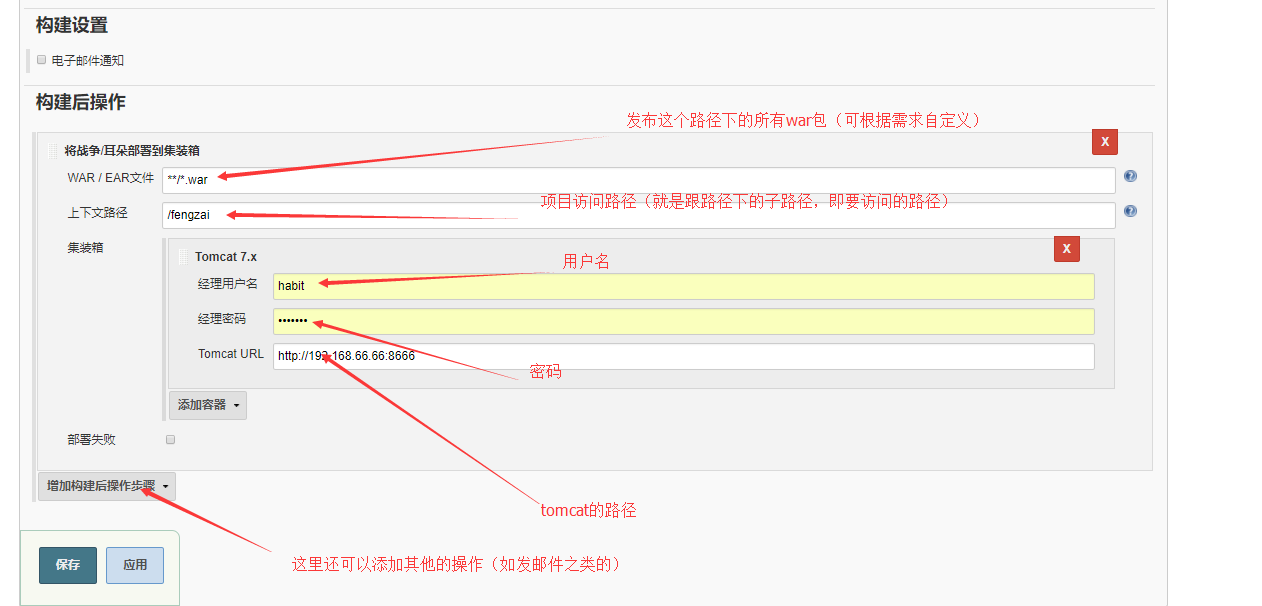 构建设置
电子邮件通知
构建后操作
发布这个路径下的所有war包（可根据需求自定义）
将战争/耳朵部署到集装箱
X
WAR / EAR文件
**/*.war
项目访问路径（就是跟路径下的子路径，即要访问的路径）
上下文路径
/fengzai
集装箱
Tomcat 7.x
X
用户名
经理用户名
habit
经理密码
•••••••
Tomcat URL
http://192.168.66.66:8666
密码
添加容器
部署失败
增加构建后操作步骤
tomcat的路径
这里还可以添加其他的操作（如发邮件之类的）
保存
应用